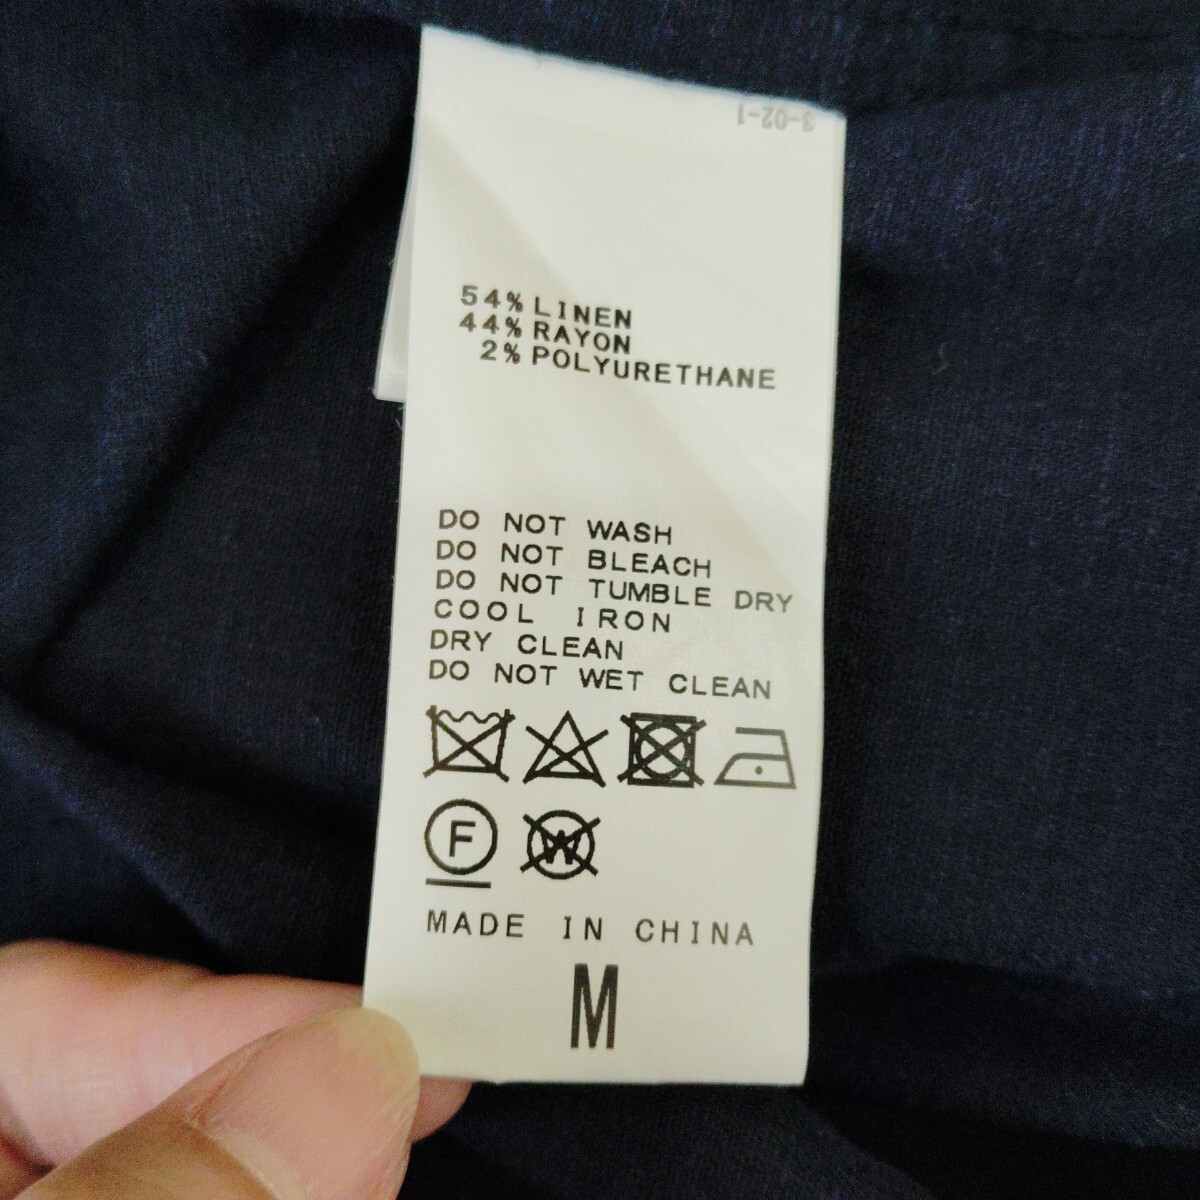 3-02-1
54% LINEN
44% RAYON
2% POLYURETHANE
DO NOT WASH
DO NOT BLEACH
DO NOT TUMBLE DRY
COOL IRON
DRY CLEAN
DO NOT WET CLEAN
F W
MADE IN CHINA
M